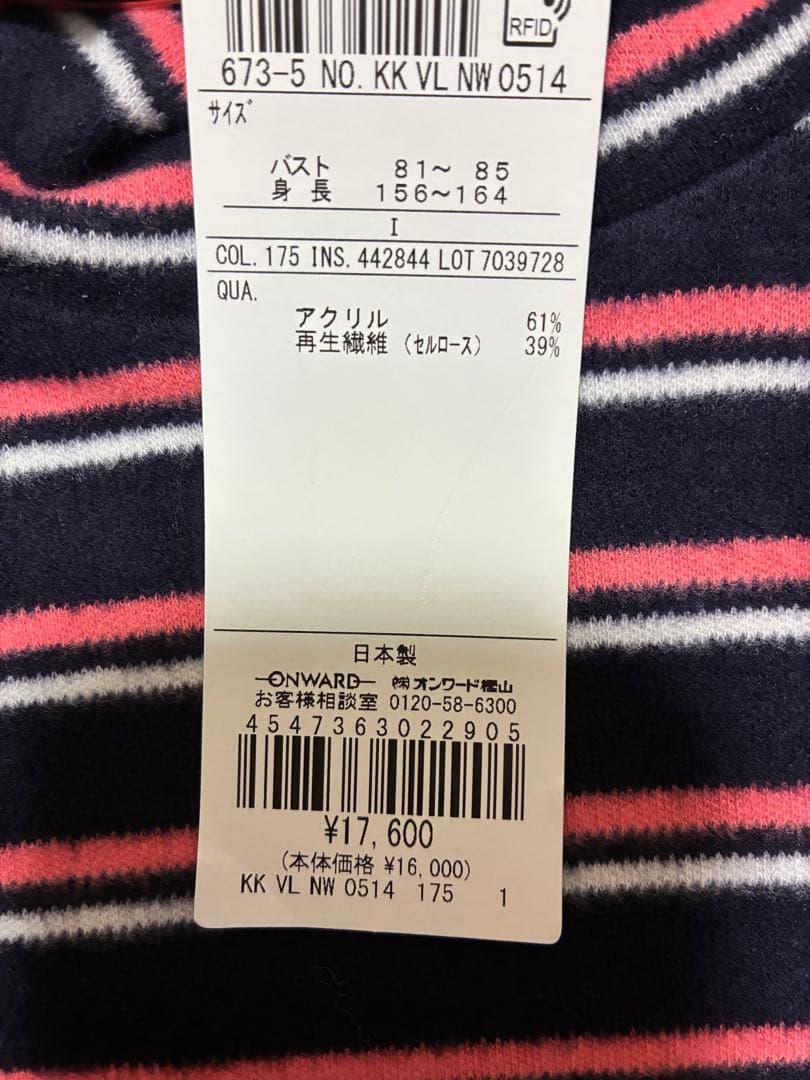 RFID
673-5 NO. KK VL NW 0514
サイズ
バスト 81～ 85
身長 156～164
I
COL. 175 INS. 442844 LOT 7039728
QUA.
アクリル 61%
再生繊維 (セルロース) 39%
日本製
ONWARD ㈱オンワード樫山
お客様相談室 0120-58-6300
4547363022905
¥17,600
(本体価格 ¥16,000)
KK VL NW 0514 175 1